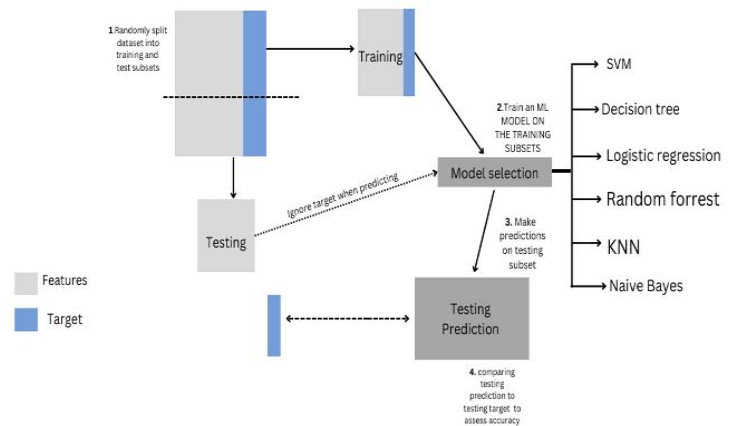 1.Randomly split
dataset into
training and
test subsets
Training
2.Train an ML
MODEL ON
THE TRAINING
SUBSETS
Model selection
SVM
Decision tree
Logistic regression
Random forrest
KNN
Naive Bayes
Testing
Ignore target when predicting
3. Make
predictions
on testing
subset
Features
Target
Testing
Prediction
4. comparing
testing
prediction to
testing target to
assess accuracy